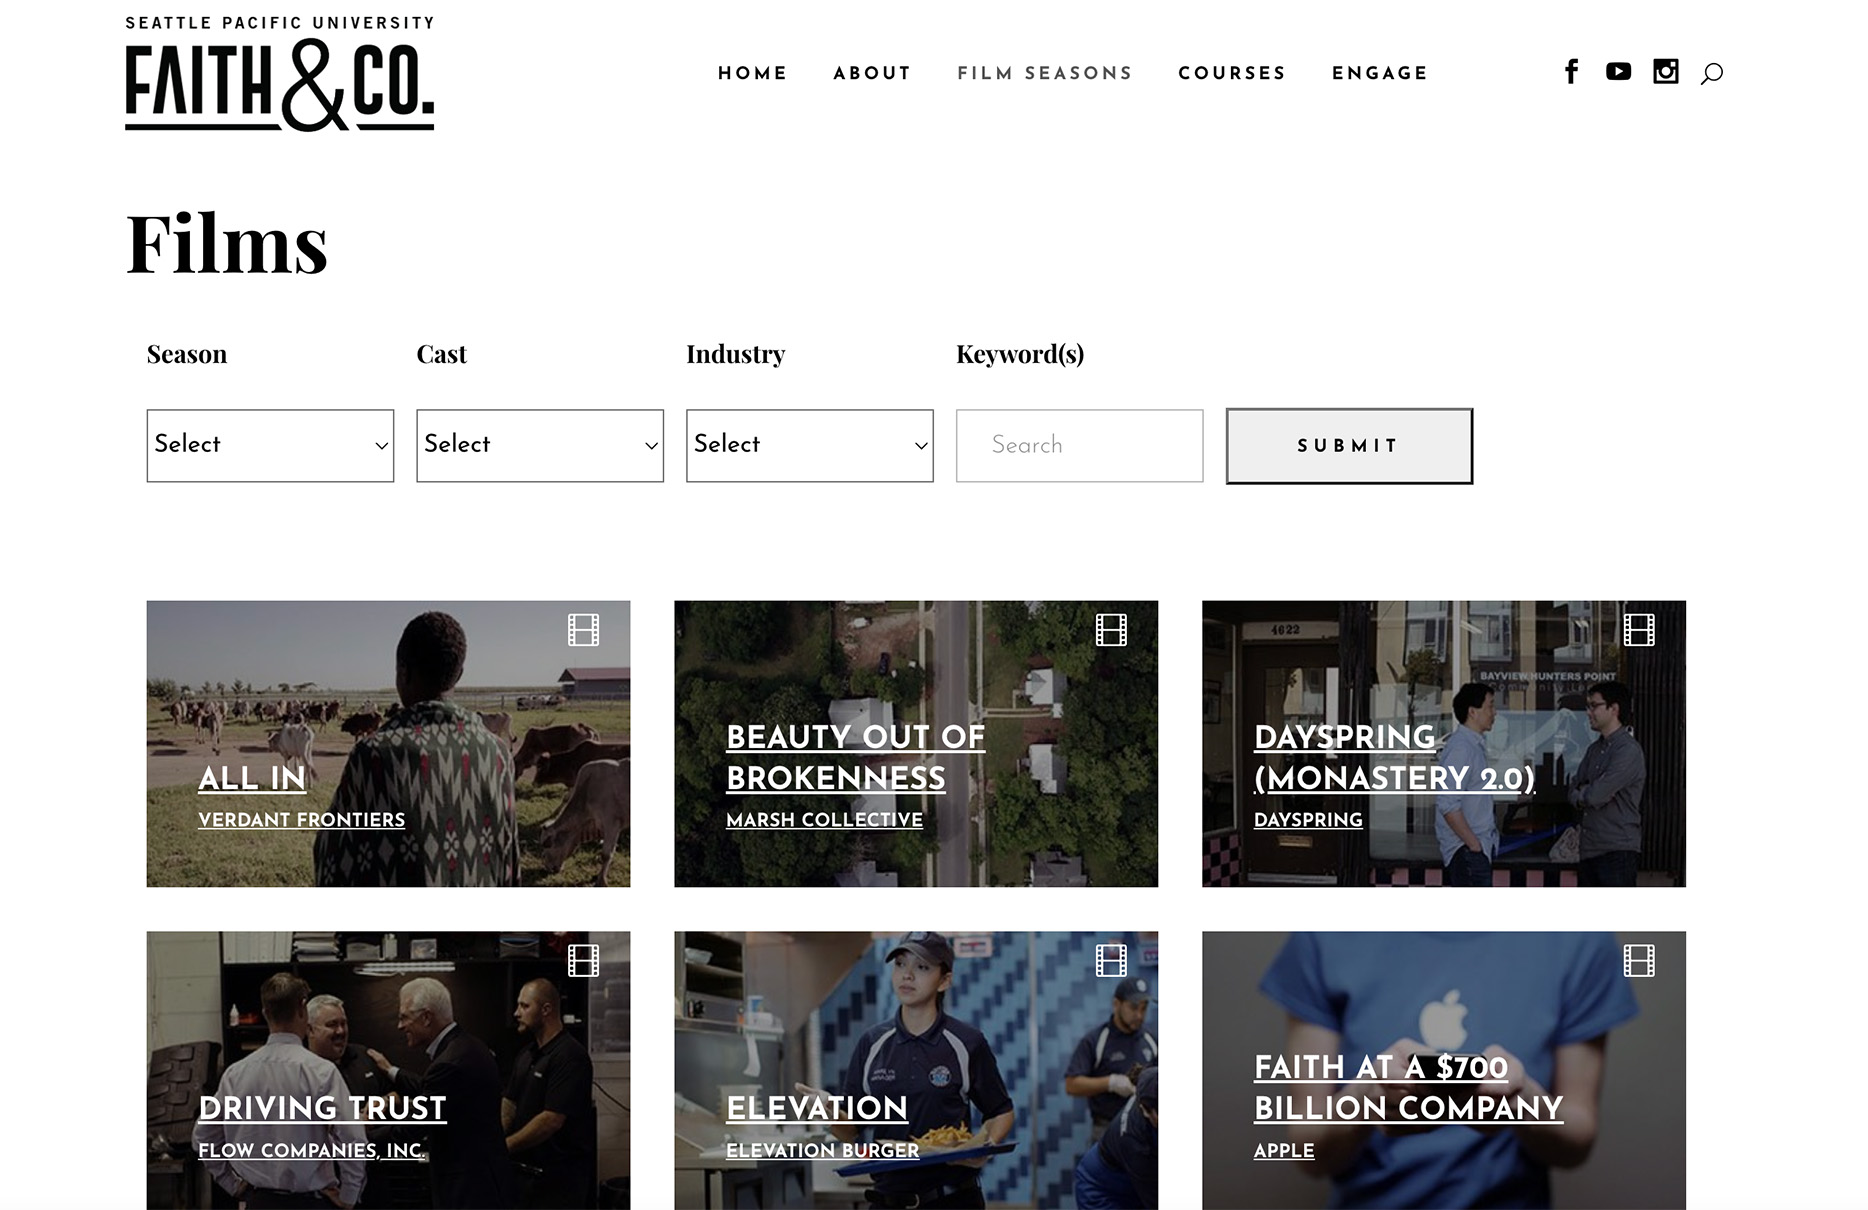 SEATTLE PACIFIC UNIVERSITY
FAITH & CO.
HOME ABOUT FILM SEASONS COURSES ENGAGE
Films
Season Cast Industry Keyword(s)
Select Select Select Search SUBMIT
4622
BAYVIEW HUNTERS POINT
ALL IN
VERDANT FRONTIERS
BEAUTY OUT OF
BROKENNESS
MARSH COLLECTIVE
DAYSPRING
(MONASTERY 2.0)
DAYSPRING
DRIVING TRUST
FLOW COMPANIES, INC.
ELEVATION
ELEVATION BURGER
FAITH AT A $700
BILLION COMPANY
APPLE